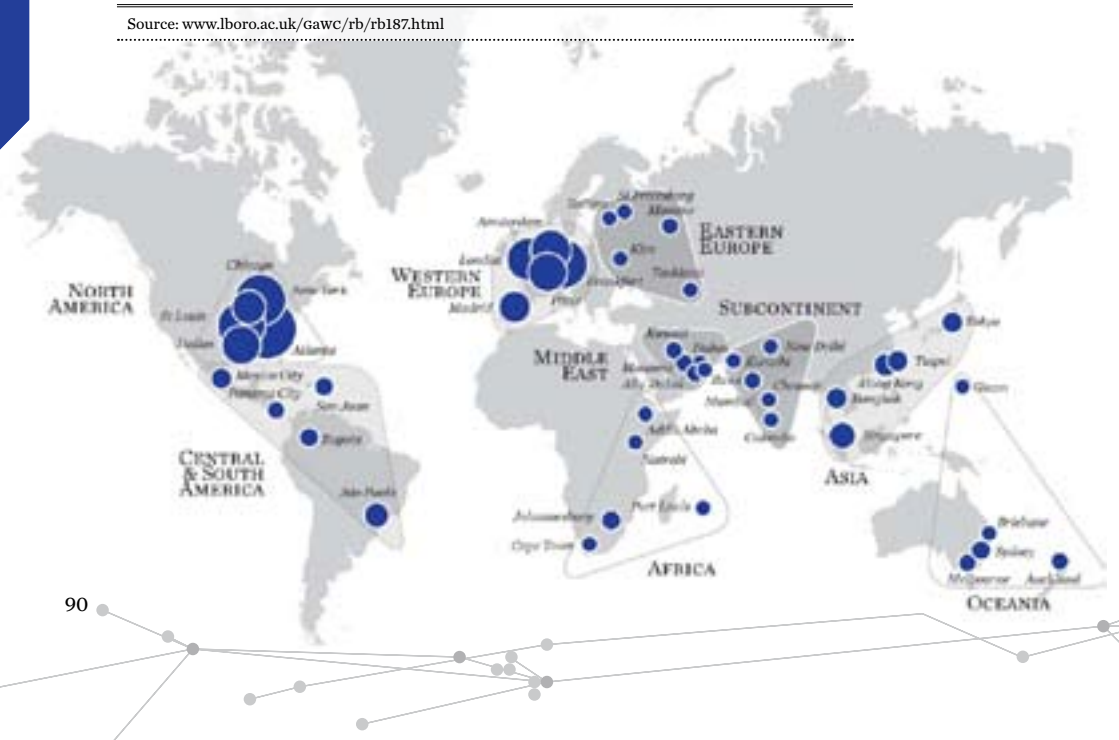 Source: www.lboro.ac.uk/GaWC/rb/rb187.html
St Petersburg
Moscow
Amsterdam
Kiev
EASTERN
EUROPE
London
Chicago
WESTERN
EUROPE
Frankfurt
Tashkent
NORTH
AMERICA
New York
Madrid
Paris
SUBCONTINENT
St Louis
Tokyo
Dallas
Atlanta
MIDDLE
EAST
Dubai
New Delhi
Karachi
Taipei
Mexico City
Abu Dhabi
Hong Kong
Guam
Panama City
San Juan
Mumbai
Chennai
Bangkok
Addis Ababa
Colombo
Singapore
Bogota
Nairobi
CENTRAL
& SOUTH
AMERICA
ASIA
São Paulo
Johannesburg
Port Louis
Brisbane
Cape Town
Sydney
AFRICA
Melbourne
Auckland
OCEANIA
90